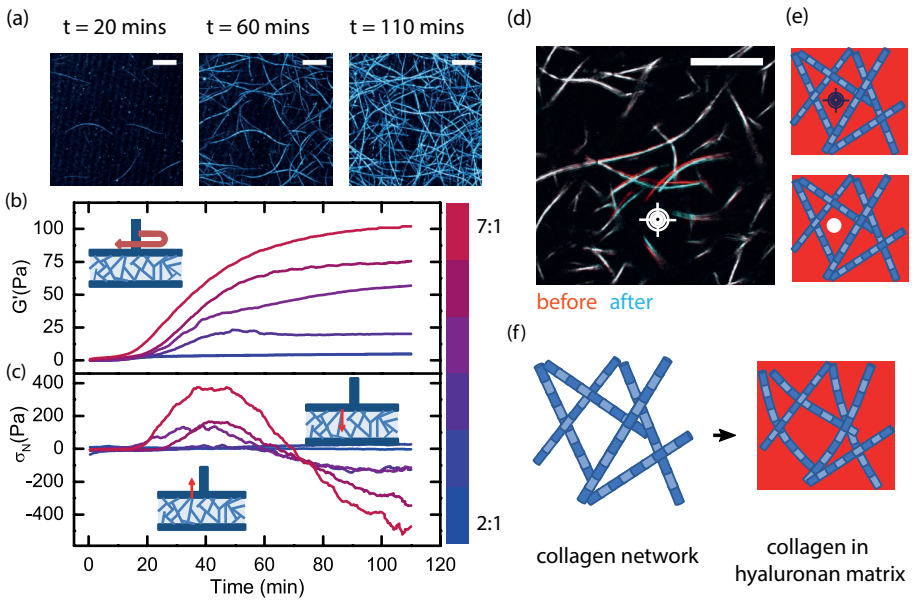 (a)
t = 20 mins
t = 60 mins
t = 110 mins
(b)
100
75
50
25
0
G'(Pa)
7:1
2:1
(c)
400
200
0
-200
-400
σN(Pa)
0
20
40
60
80
100
120
Time (min)
(d)
before after
(e)
(f)
collagen network
collagen in
hyaluronan matrix